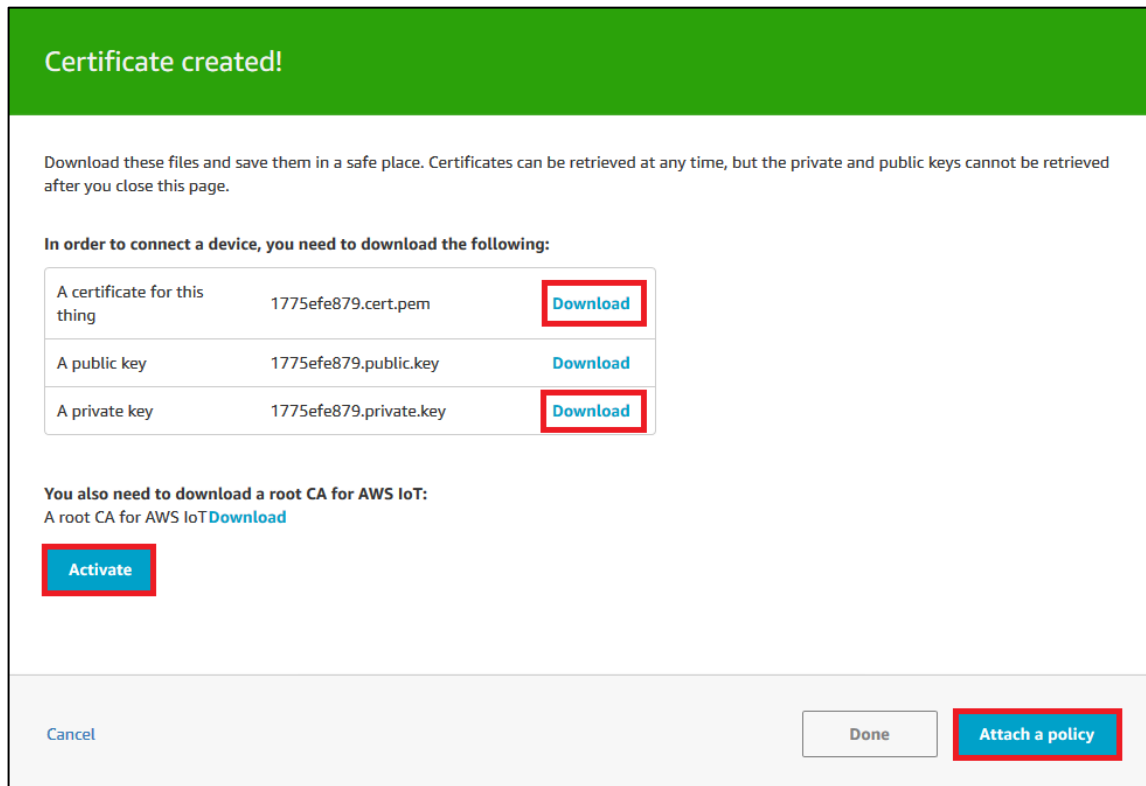 Certificate created!
Download these files and save them in a safe place. Certificates can be retrieved at any time, but the private and public keys cannot be retrieved
after you close this page.
In order to connect a device, you need to download the following:
A certificate for this
thing
1775efe879.cert.pem
Download
A public key
1775efe879.public.key
Download
A private key
1775efe879.private.key
Download
You also need to download a root CA for AWS IoT:
A root CA for AWS IoTDownload
Activate
Cancel
Done
Attach a policy